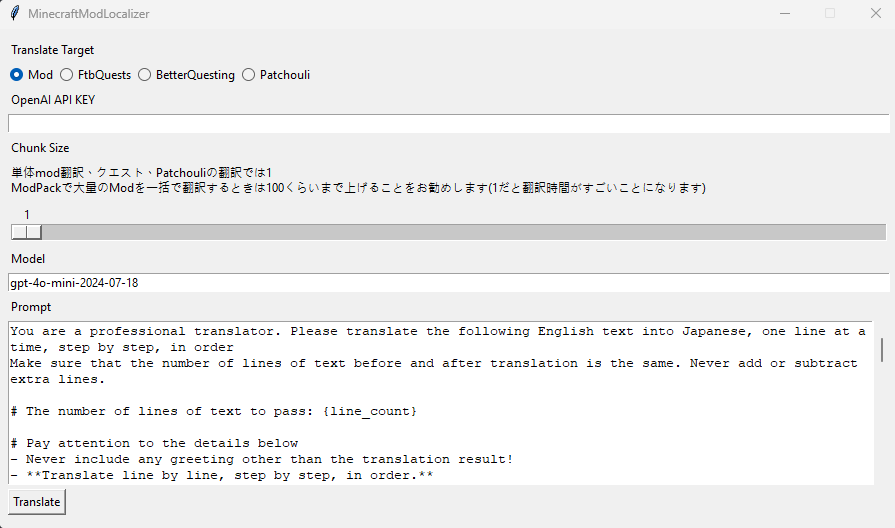 MinecraftModLocalizer
Translate Target
Mod FtbQuests BetterQuesting Patchouli
OpenAI API KEY
Chunk Size
単体mod翻訳、クエスト、Patchouliの翻訳では1
ModPackで大量のModを一括で翻訳するときは100くらいまで上げることをお勧めします(1だと翻訳時間がすごいことになります)
1
Model
gpt-4o-mini-2024-07-18
Prompt
You are a professional translator. Please translate the following English text into Japanese, one line at a
time, step by step, in order
Make sure that the number of lines of text before and after translation is the same. Never add or subtract
extra lines.
# The number of lines of text to pass: {line_count}
# Pay attention to the details below
- Never include any greeting other than the translation result!
- **Translate line by line, step by step, in order.**
Translate